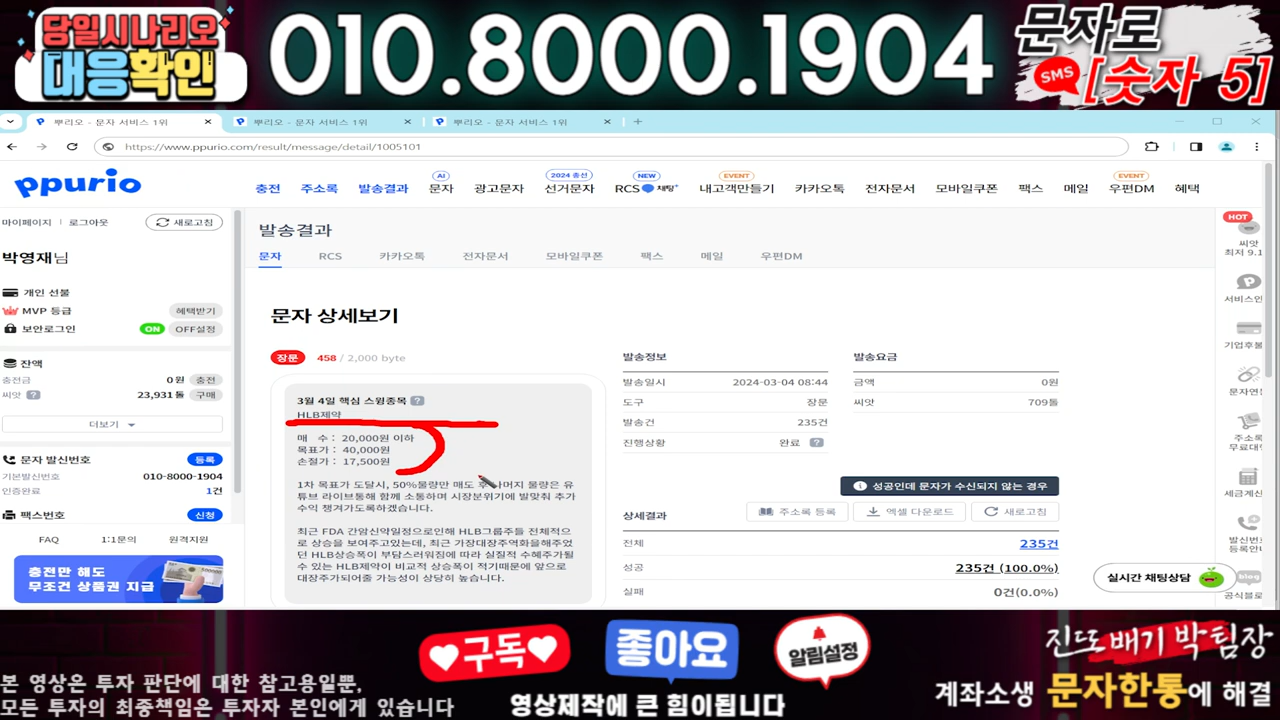 당일시나리오
대응확인
010.8000.1904
문자로
SMS [숫자 5]
뿌리오 - 문자 서비스 1위
뿌리오 - 문자 서비스 1위
뿌리오 - 문자 서비스 1위
https://www.ppurio.com/result/message/detail/1005101
ppurio
AI
2024 총선
NEW
EVENT
EVENT
충전 주소록 발송결과 문자 광고문자 선거문자 RCS 채팅+ 내고객만들기 카카오톡 전자문서 모바일쿠폰 팩스 메일 우편DM 혜택
마이페이지 | 로그아웃
새로고침
박영재님
개인 선불
MVP 등급 혜택받기
보안로그인 ON OFF설정
잔액
충전금 0원 충전
씨앗 ? 23,931 톨 구매
더보기
문자 발신번호 등록
기본발신번호 010-8000-1904
인증완료 1건
팩스번호 신청
FAQ 1:1문의 원격지원
충전만 해도
무조건 상품권 지급
발송결과
문자 RCS 카카오톡 전자문서 모바일쿠폰 팩스 메일 우편DM
문자 상세보기
장문 458 / 2,000 byte
3월 4일 핵심 스윙종목 ?
HLB제약
매 수 : 20,000원 이하
목표가 : 40,000원
손절가 : 17,500원
1차 목표가 도달시, 50%물량만 매도 후 나머지 물량은 유
튜브 라이브통해 함께 소통하며 시장분위기에 발맞춰 추가
수익 챙겨가도록하겠습니다.
최근 FDA 간암신약일정으로인해 HLB그룹주들 전체적으
로 상승을 보여주고있는데, 최근 가장대장주역화를해주었
던 HLB상승폭이 부담스러워짐에 따라 실질적 수혜주가될
수 있는 HLB제약이 비교적 상승폭이 적기때문에 앞으로
대장주가되어줄 가능성이 상당히 높습니다.
발송정보
발송일시 2024-03-04 08:44
도구 장문
발송건 235건
진행상황 완료 ?
발송요금
금액 0원
씨앗 709톨
성공인데 문자가 수신되지 않는 경우
상세결과
주소록 등록 엑셀 다운로드 새로고침
전체 235건
성공 235건 (100.0%)
실패 0건(0.0%)
HOT
씨앗
최저 9.1
서비스인
기업후불
문자연
주소록
무료대
세금계산
발신번호
등록안내
blog
공식블로
실시간 채팅상담
본 영상은 투자 판단에 대한 참고용일뿐,
모든 투자의 최종책임은 투자자 본인에게 있습니다
구독
좋아요
알림설정
영상제작에 큰 힘이됩니다
진또배기 박팀장
계좌소생 문자한통에 해결